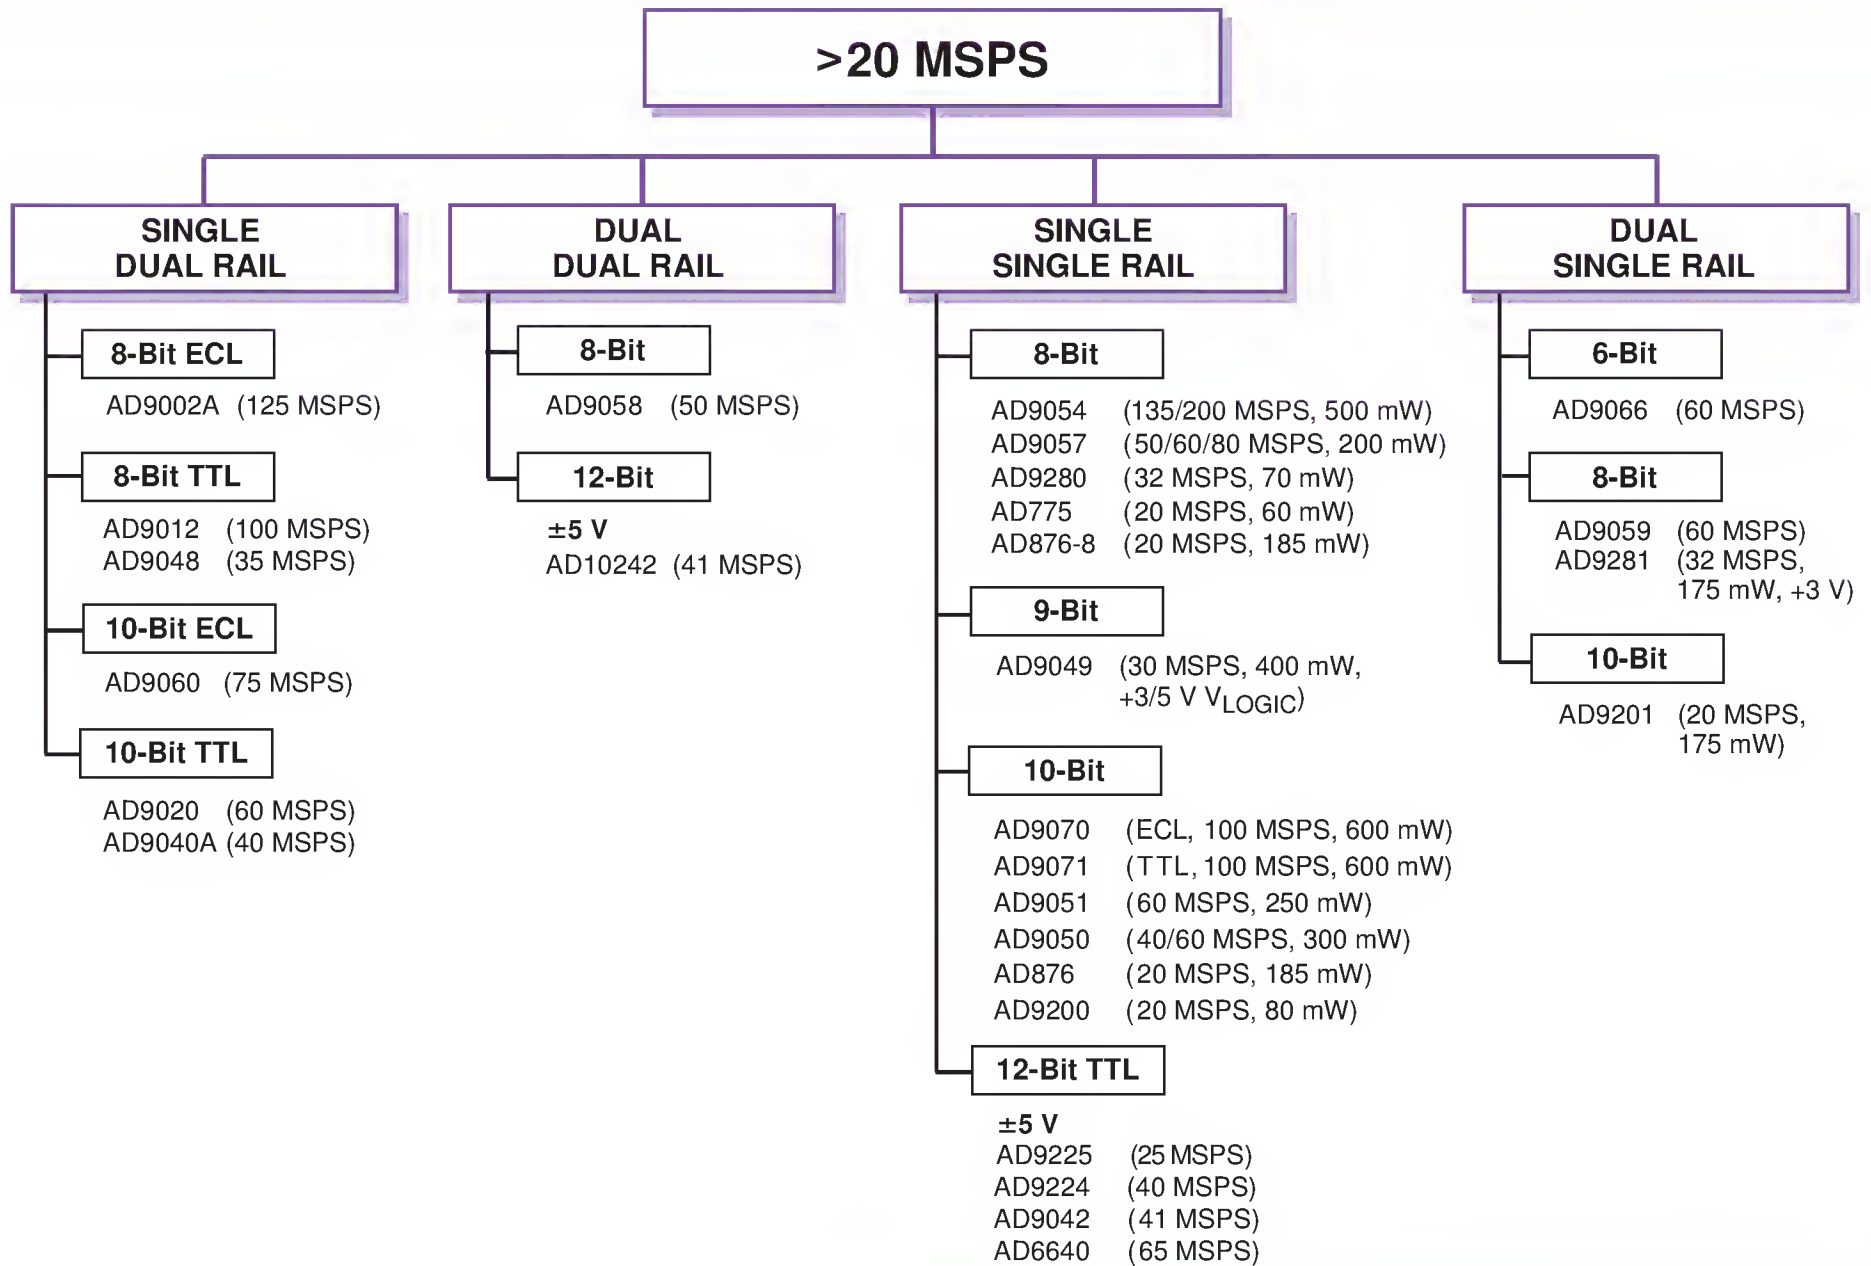 >20 MSPS
SINGLE
DUAL RAIL
8-Bit ECL
AD9002A (125 MSPS)
8-Bit TTL
AD9012 (100 MSPS)
AD9048 (35 MSPS)
10-Bit ECL
AD9060 (75 MSPS)
10-Bit TTL
AD9020 (60 MSPS)
AD9040A (40 MSPS)
DUAL
DUAL RAIL
8-Bit
AD9058 (50 MSPS)
12-Bit
±5 V
AD10242 (41 MSPS)
SINGLE
SINGLE RAIL
8-Bit
AD9054 (135/200 MSPS, 500 mW)
AD9057 (50/60/80 MSPS, 200 mW)
AD9280 (32 MSPS, 70 mW)
AD775 (20 MSPS, 60 mW)
AD876-8 (20 MSPS, 185 mW)
9-Bit
AD9049 (30 MSPS, 400 mW,
+3/5 V VLOGIC)
10-Bit
AD9070 (ECL, 100 MSPS, 600 mW)
AD9071 (TTL, 100 MSPS, 600 mW)
AD9051 (60 MSPS, 250 mW)
AD9050 (40/60 MSPS, 300 mW)
AD876 (20 MSPS, 185 mW)
AD9200 (20 MSPS, 80 mW)
12-Bit TTL
±5 V
AD9225 (25 MSPS)
AD9224 (40 MSPS)
AD9042 (41 MSPS)
AD6640 (65 MSPS)
DUAL
SINGLE RAIL
6-Bit
AD9066 (60 MSPS)
8-Bit
AD9059 (60 MSPS)
AD9281 (32 MSPS,
175 mW, +3 V)
10-Bit
AD9201 (20 MSPS,
175 mW)